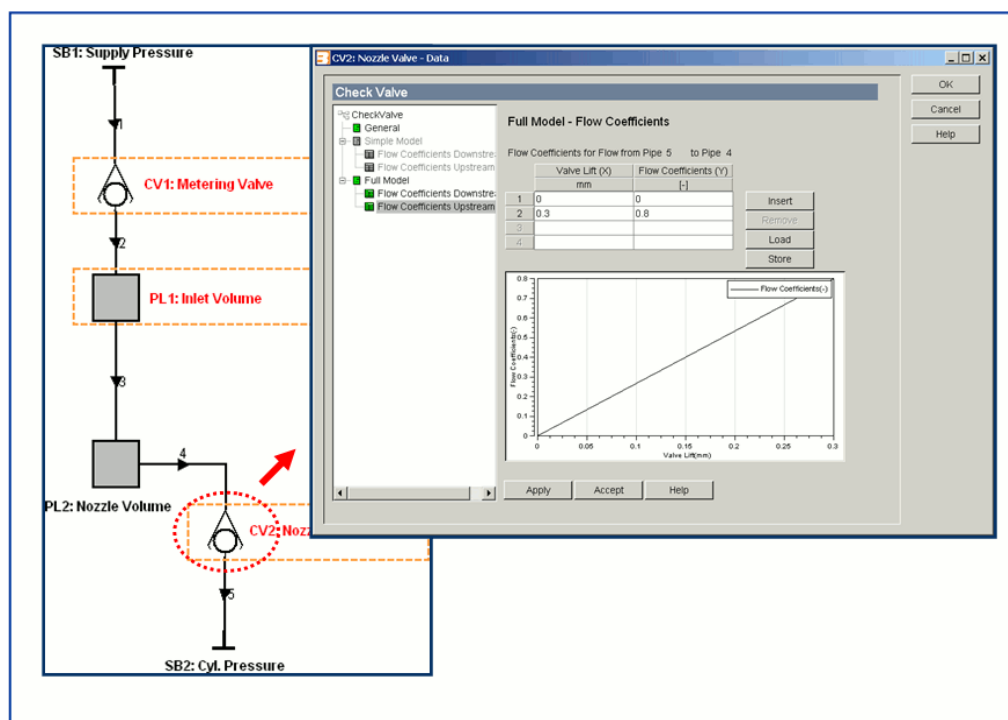 SB1: Supply Pressure
1
CV1: Metering Valve
2
PL1: Inlet Volume
3
4
PL2: Nozzle Volume
CV2: Nozz
5
SB2: Cyl. Pressure
CV2: Nozzle Valve - Data
Check Valve
CheckValve
General
Simple Model
Flow Coefficients Downstrea
Flow Coefficients Upstream
Full Model
Flow Coefficients Downstrea
Flow Coefficients Upstream
Full Model - Flow Coefficients
Flow Coefficients for Flow from Pipe 5 to Pipe 4
Valve Lift (X) Flow Coefficients (Y)
mm [-]
1 0 0
2 0.3 0.8
3
4
Insert
Remove
Load
Store
Flow Coefficients(-)
0.8
0.7
0.6
0.5
0.4
0.3
0.2
0.1
0
Flow Coefficients(-)
0 0.05 0.1 0.15 0.2 0.25 0.3
Valve Lift(mm)
Apply Accept Help
OK
Cancel
Help